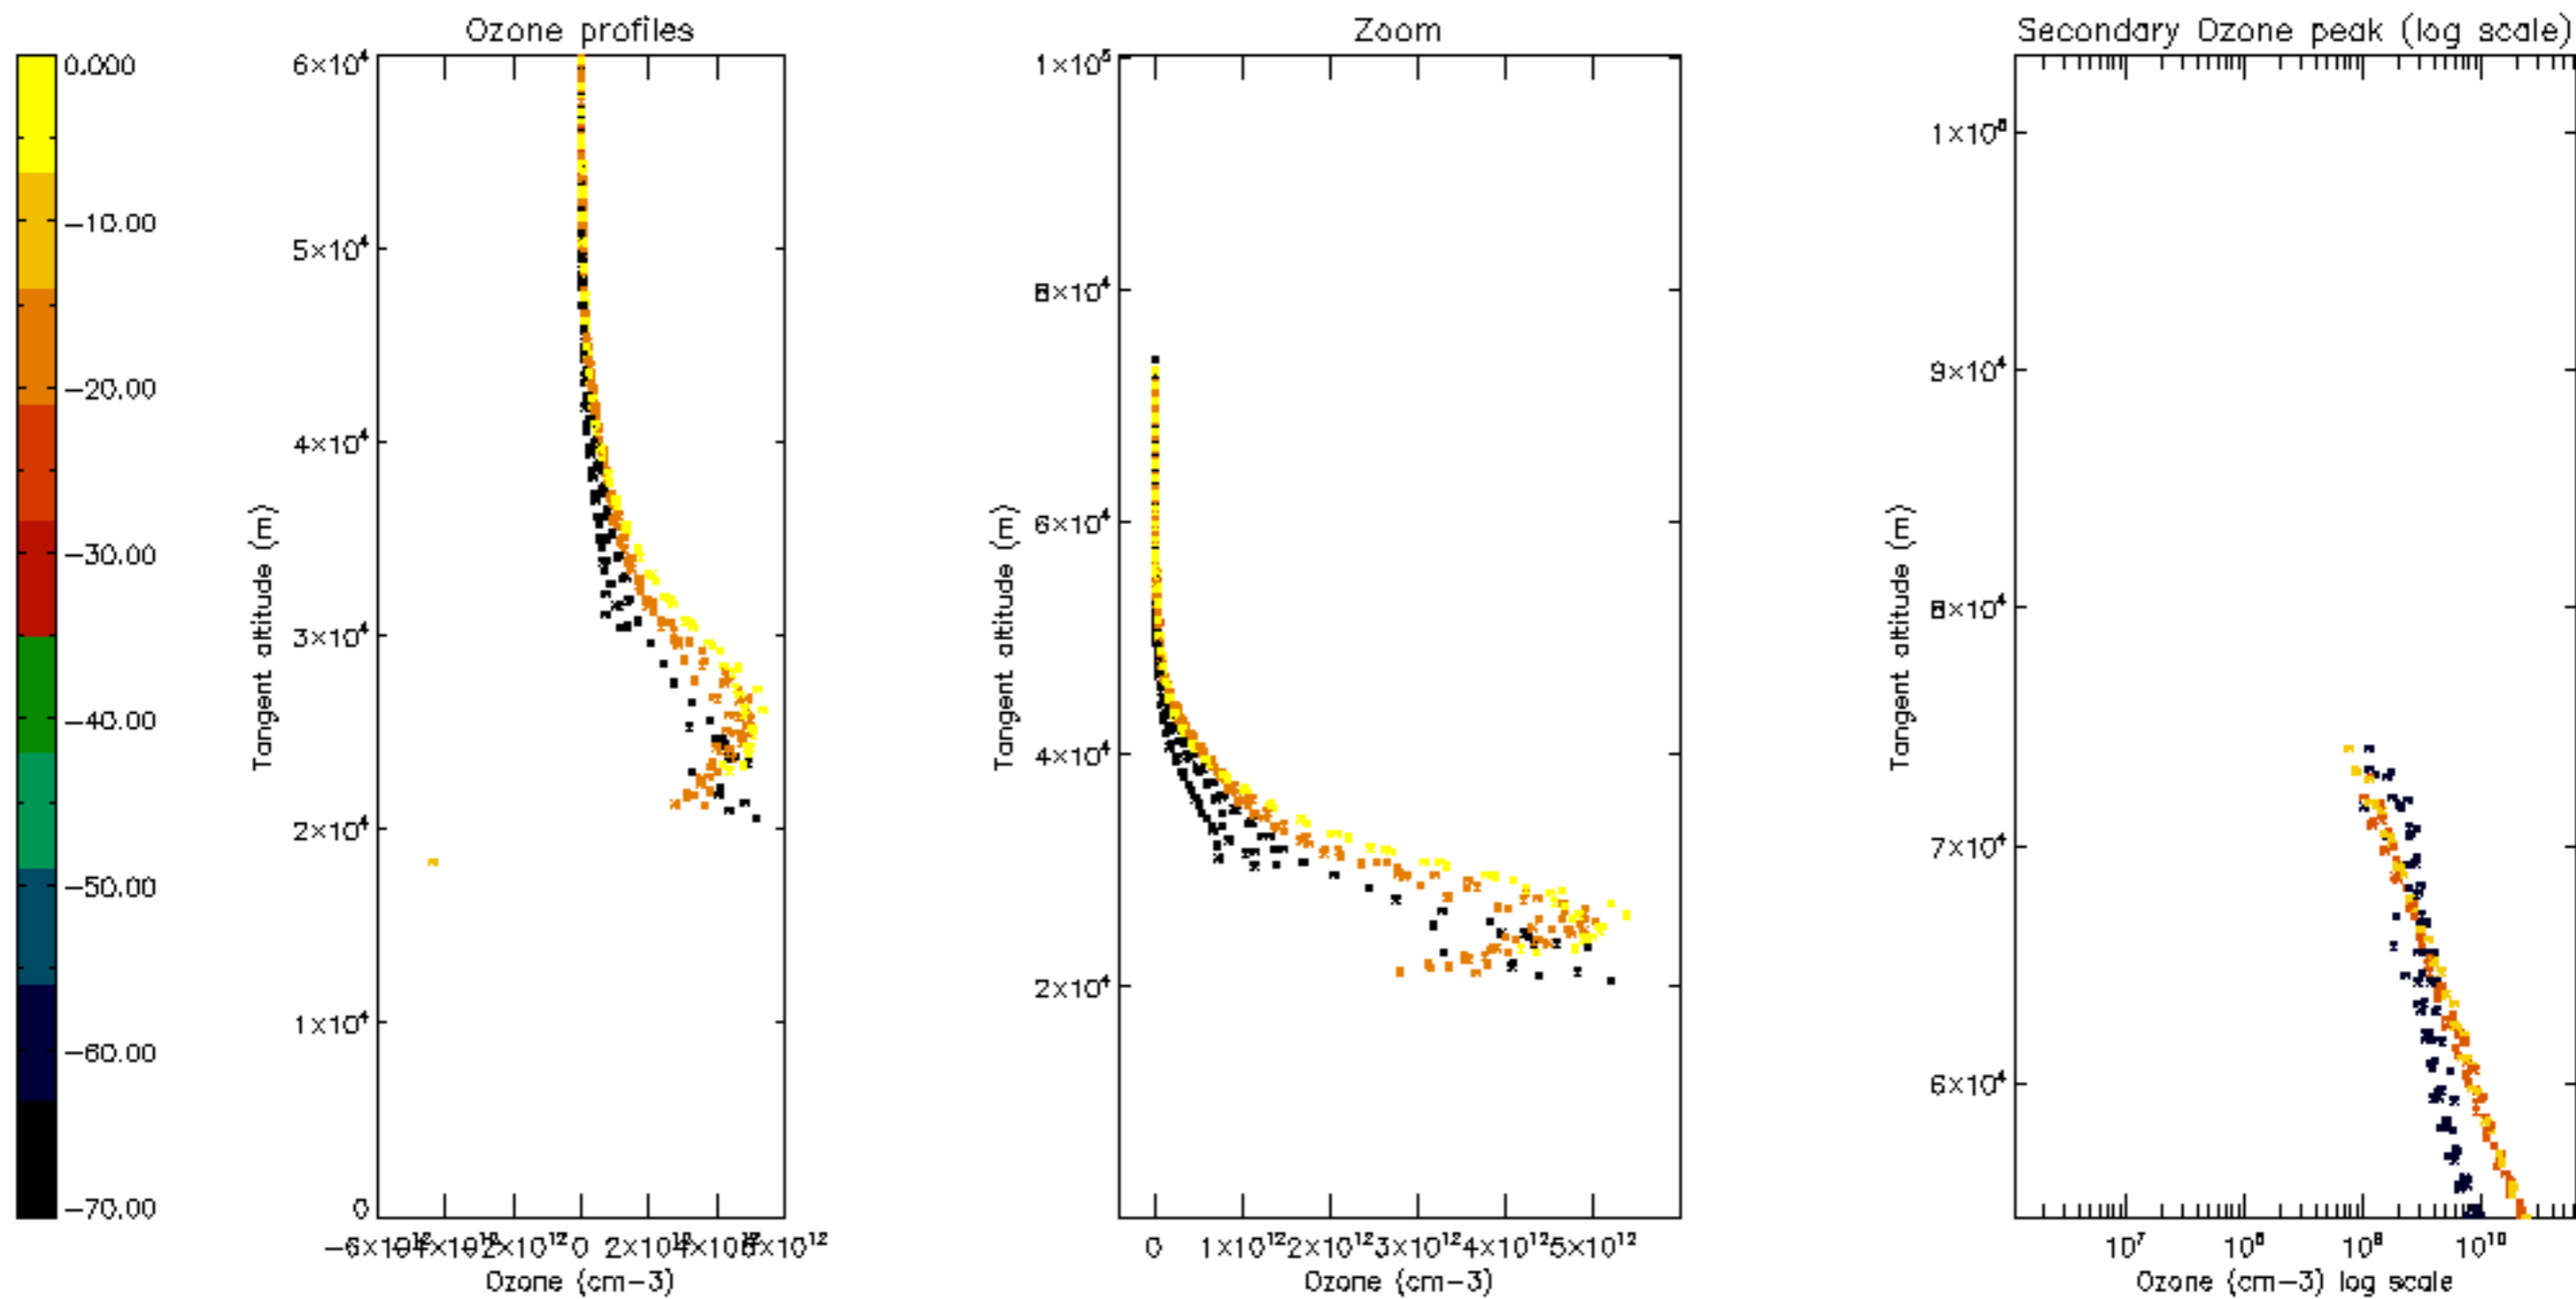 Ozone profiles
Zoom
Secondary Ozone peak (log scale)
0.000
-10.00
-20.00
-30.00
-40.00
-50.00
-60.00
-70.00
6×10⁴
5×10⁴
4×10⁴
3×10⁴
2×10⁴
1×10⁴
0
Tangent altitude (m)
0 2×10¹²
Ozone (cm-3)
1×10⁵
8×10⁴
6×10⁴
4×10⁴
2×10⁴
Tangent altitude (m)
0 1×10¹² 2×10¹² 3×10¹² 4×10¹² 5×10¹²
Ozone (cm-3)
9×10⁴
8×10⁴
7×10⁴
6×10⁴
Tangent altitude (m)
10⁷ 10⁸ 10⁹ 10¹⁰
Ozone (cm-3) log scale